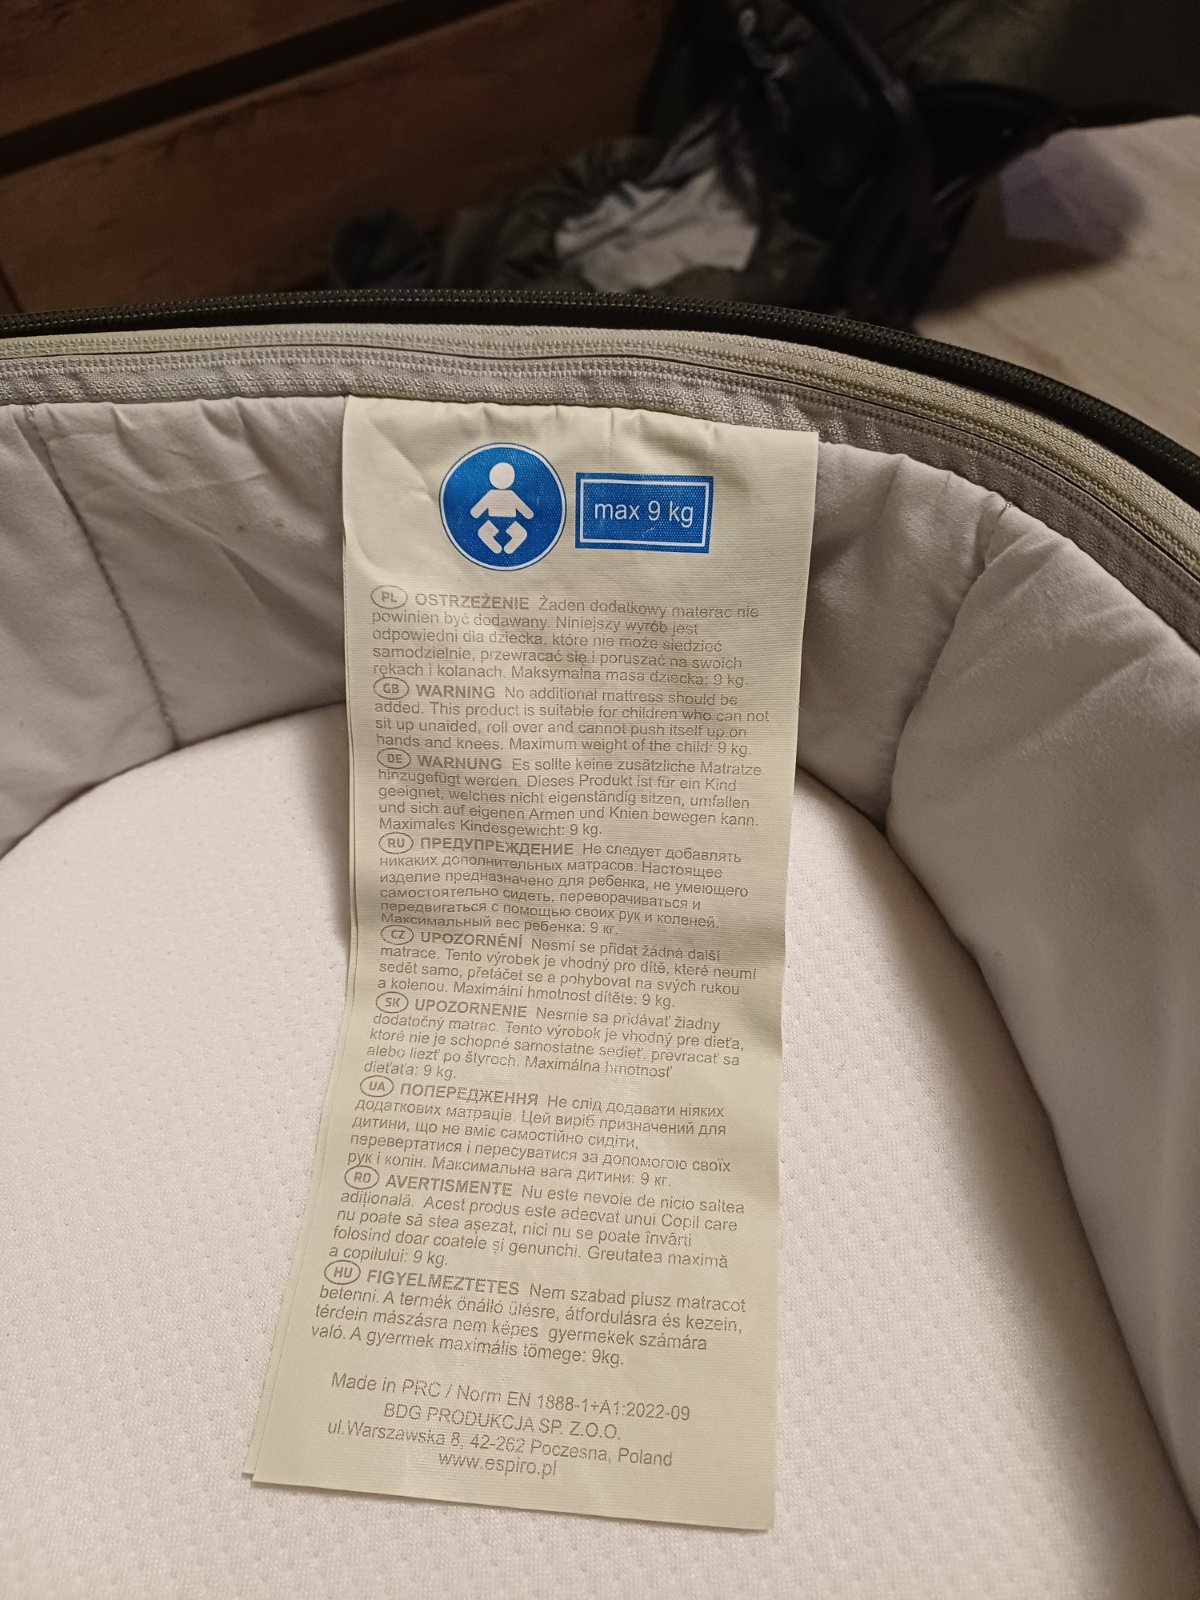 max 9 kg
PL OSTRZEŻENIE Żaden dodatkowy materac nie
powinien być dodawany. Niniejszy wyrób jest
odpowiedni dla dziecka, które nie może siedzieć
samodzielnie, przewracać się i poruszać na swoich
rękach i kolanach. Maksymalna masa dziecka: 9 kg.
GB WARNING No additional mattress should be
added. This product is suitable for children who can not
sit up unaided, roll over and cannot push itself up on
hands and knees. Maximum weight of the child: 9 kg.
DE WARNUNG Es sollte keine zusätzliche Matratze
hinzugefügt werden. Dieses Produkt ist für ein Kind
geeignet, welches nicht eigenständig sitzen, umfallen
und sich auf eigenen Armen und Knien bewegen kann.
Maximales Kindesgewicht: 9 kg.
RU ПРЕДУПРЕЖДЕНИЕ Не следует добавлять
никаких дополнительных матрасов. Настоящее
изделие предназначено для ребенка, не умеющего
самостоятельно сидеть, переворачиваться и
передвигаться с помощью своих рук и коленей.
Максимальный вес ребенка: 9 кг.
CZ UPOZORNĚNÍ Nesmí se přidat žádná další
matrace. Tento výrobek je vhodný pro dítě, které neumí
sedět samo, přetáčet se a pohybovat na svých rukou
a kolenou. Maximální hmotnost dítěte: 9 kg.
SK UPOZORNENIE Nesmie sa pridávať žiadny
dodatočný matrac. Tento výrobok je vhodný pre dieťa,
ktoré nie je schopné samostatne sedieť, prevracať sa
alebo liezť po štyroch. Maximálna hmotnosť
dieťaťa: 9 kg.
UA ПОПЕРЕДЖЕННЯ Не слід додавати ніяких
додаткових матраців. Цей виріб призначений для
дитини, що не вміє самостійно сидіти,
перевертатися і пересуватися за допомогою своїх
рук і колін. Максимальна вага дитини: 9 кг.
RO AVERTISMENTE Nu este nevoie de nicio saltea
adițională. Acest produs este adecvat unui Copil care
nu poate să stea așezat, nici nu se poate învârti
folosind doar coatele și genunchi. Greutatea maximă
a copilului: 9 kg.
HU FIGYELMEZTETES Nem szabad plusz matracot
betenni. A termék önálló ülésre, átfordulásra és kezein,
térdein mászásra nem képes gyermekek számára
való. A gyermek maximális tömege: 9kg.
Made in PRC / Norm EN 1888-1+A1:2022-09
BDG PRODUKCJA SP. Z.O.O.
ul.Warszawska 8, 42-262 Poczesna, Poland
www.espiro.pl